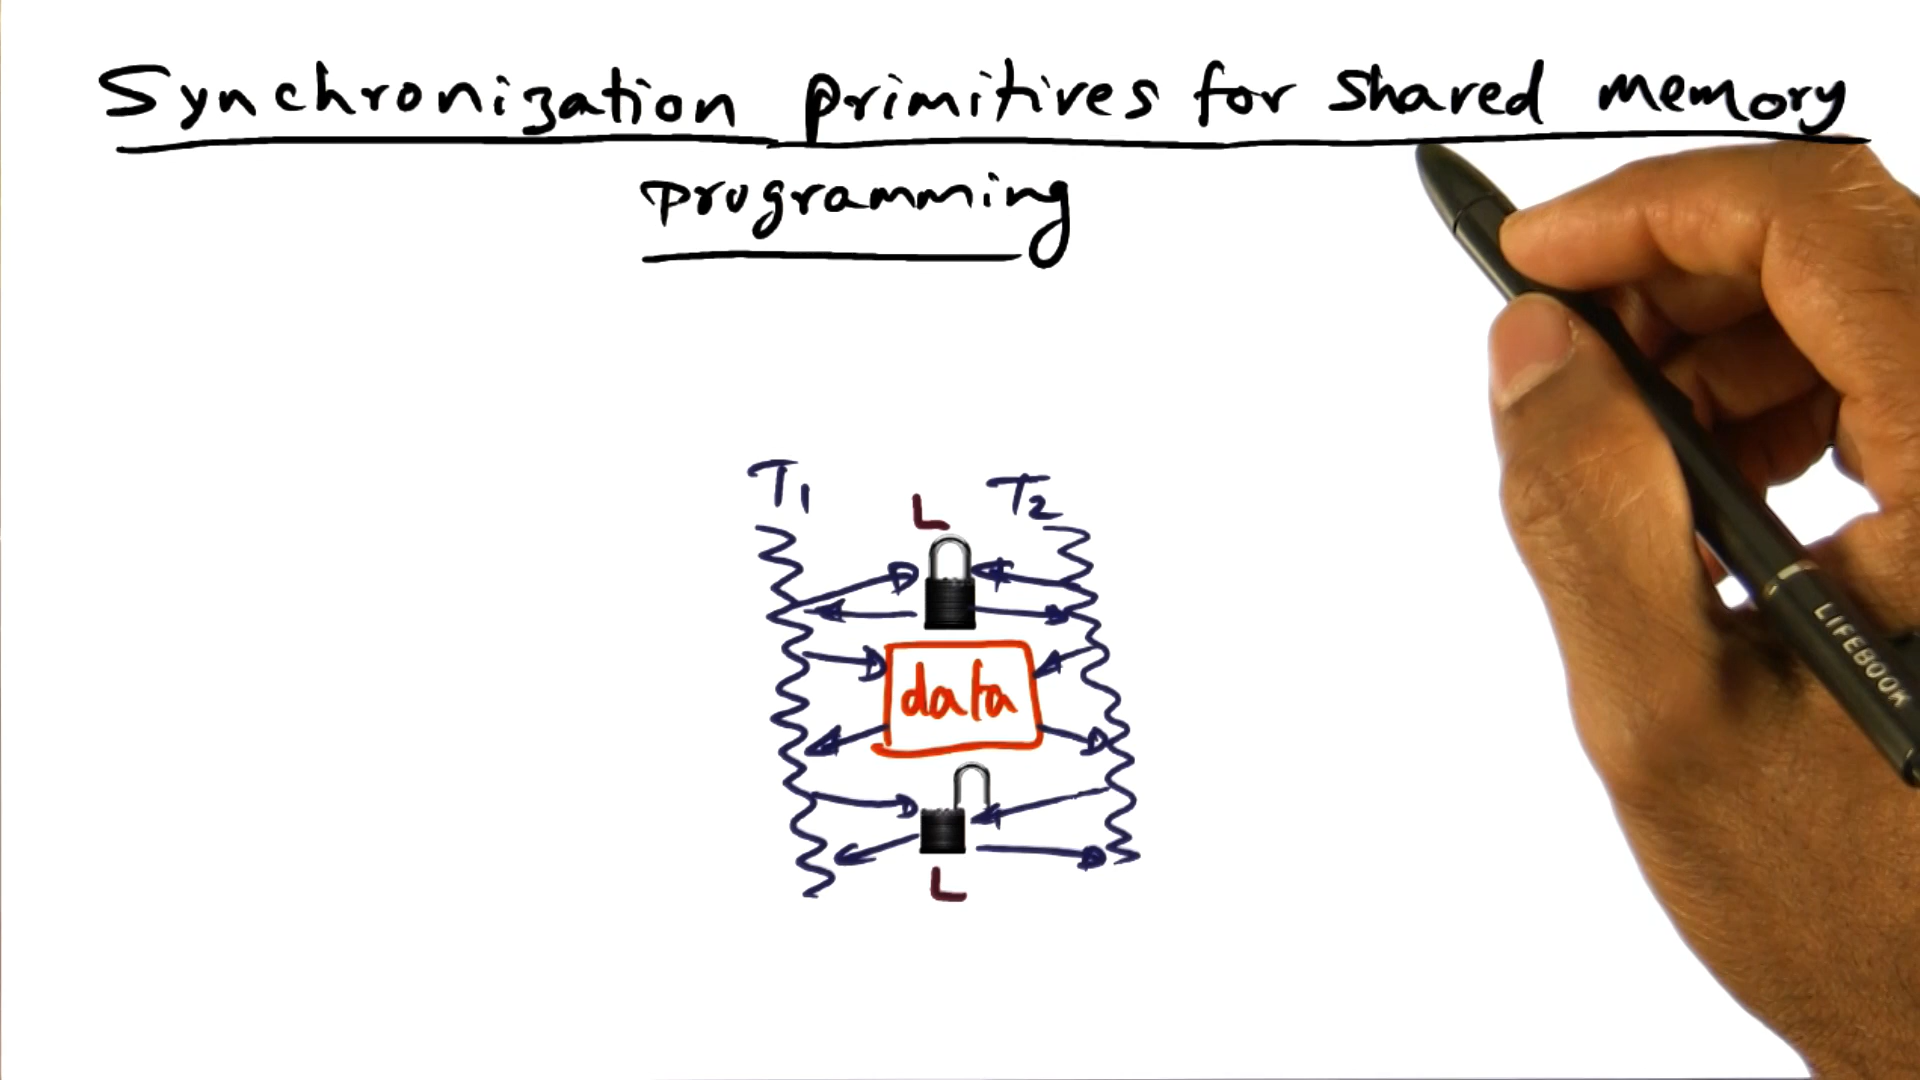 Synchronization primitives for shared memory
programming
T1
L
T2
data
L
LIFEBOOK